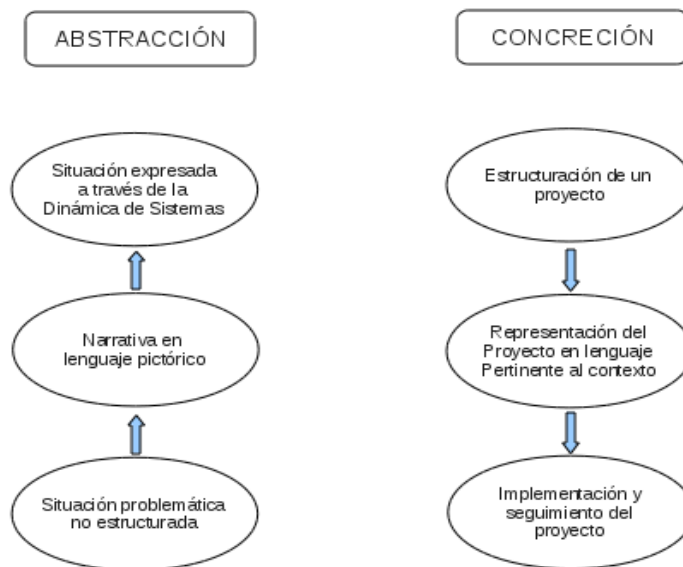 ABSTRACCIÓN
Situación expresada
a través de la
Dinámica de Sistemas
Narrativa en
lenguaje pictórico
Situación problemática
no estructurada
CONCRECIÓN
Estructuración de un
proyecto
Representación del
Proyecto en lenguaje
Pertinente al contexto
Implementación y
seguimiento del
proyecto